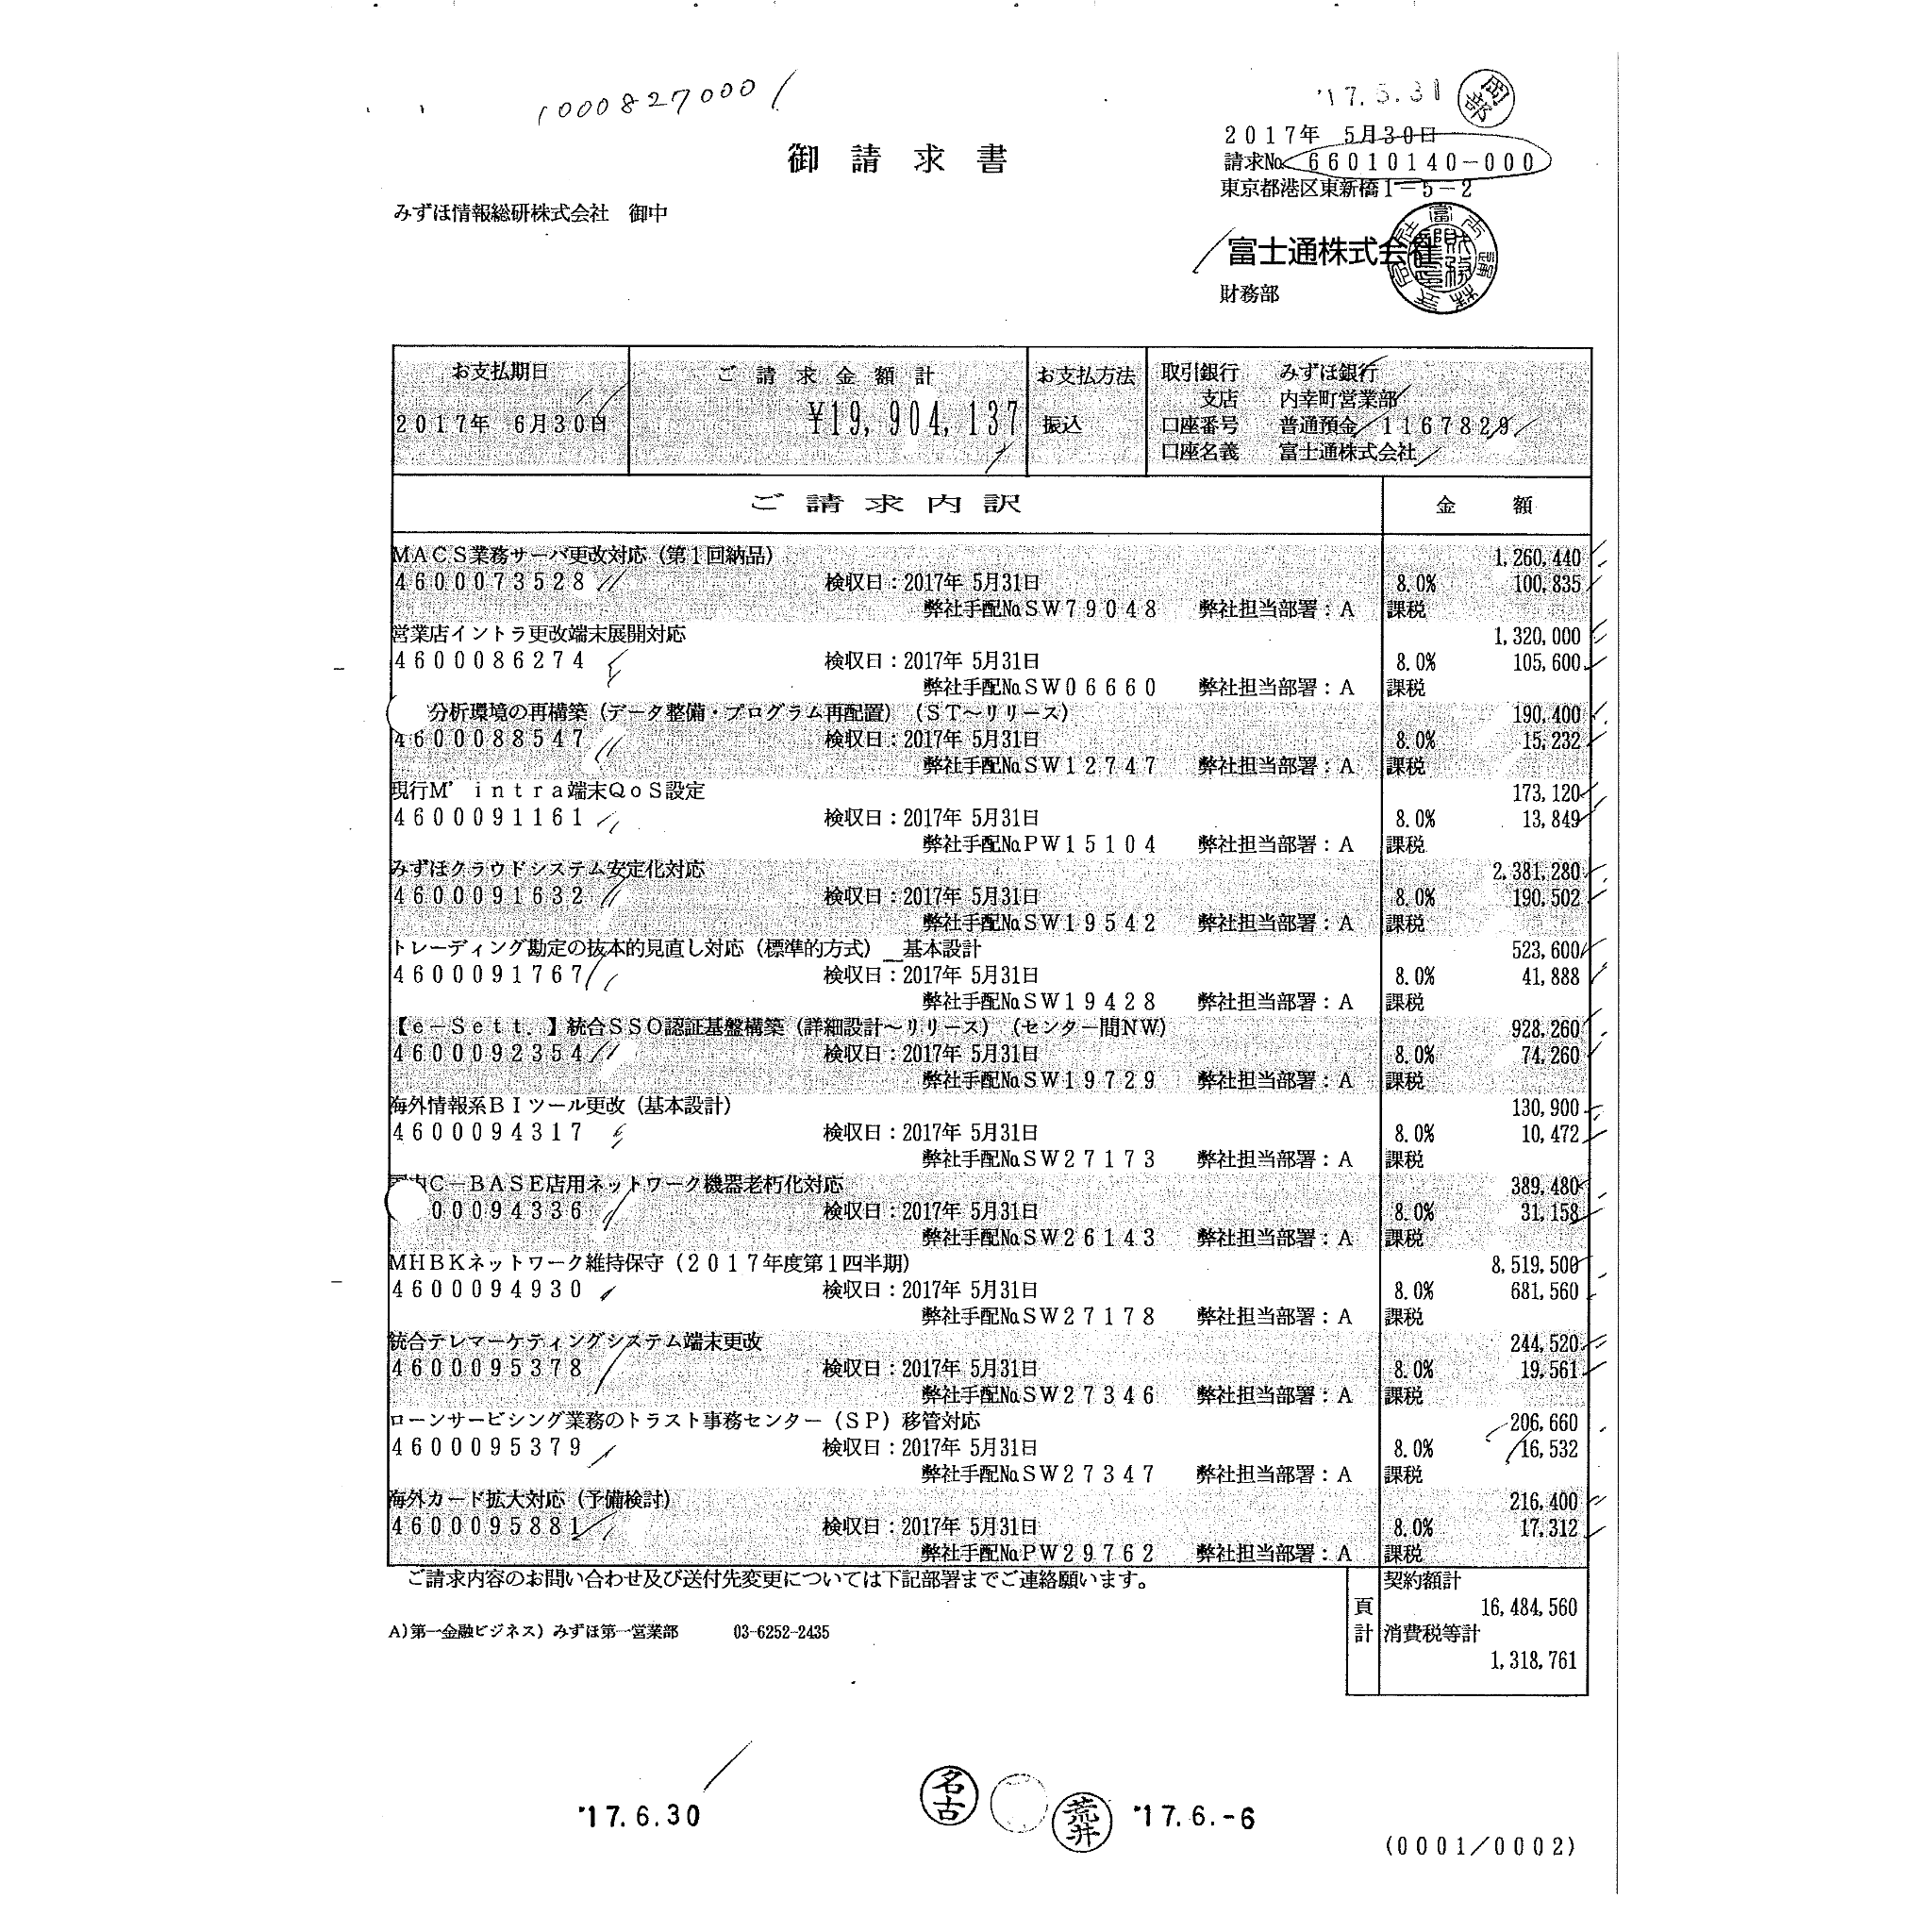 10008270001
'17.5.31
岡部
御請求書
2017年 5月30日
請求No. 66010140-000
東京都港区東新橋1-5-2
みずほ情報総研株式会社 御中
富士通株式会社
財務部
お支払期日 ご請求金額計 お支払方法 取引銀行 みずほ銀行
支店 内幸町営業部
2017年 6月30日 ¥19,904,137 振込 口座番号 普通預金 1167829
口座名義 富士通株式会社
ご請求内訳 金額
MACS業務サーバ更改対応(第1回納品) 1,260,440
4600073528 検収日:2017年 5月31日 8.0% 100,835
弊社手配No.SW79048 弊社担当部署:A 課税
営業店イントラ更改端末展開対応 1,320,000
4600086274 検収日:2017年 5月31日 8.0% 105,600
弊社手配No.SW06660 弊社担当部署:A 課税
分析環境の再構築(データ整備・プログラム再配置)(ST~リリース) 190,400
4600088547 検収日:2017年 5月31日 8.0% 15,232
弊社手配No.SW12747 弊社担当部署:A 課税
現行M'intra端末QoS設定 173,120
4600091161 検収日:2017年 5月31日 8.0% 13,849
弊社手配No.PW15104 弊社担当部署:A 課税
みずほクラウドシステム安定化対応 2,381,280
4600091632 検収日:2017年 5月31日 8.0% 190,502
弊社手配No.SW19542 弊社担当部署:A 課税
トレーディング勘定の抜本的見直し対応(標準的方式)_基本設計 523,600
4600091767 検収日:2017年 5月31日 8.0% 41,888
弊社手配No.SW19428 弊社担当部署:A 課税
【e-Sett.】統合SSO認証基盤構築(詳細設計~リリース)(センター間NW) 928,260
4600092354 検収日:2017年 5月31日 8.0% 74,260
弊社手配No.SW19729 弊社担当部署:A 課税
海外情報系BIツール更改(基本設計) 130,900
4600094317 検収日:2017年 5月31日 8.0% 10,472
弊社手配No.SW27173 弊社担当部署:A 課税
C-BASE店用ネットワーク機器老朽化対応 389,480
00094336 検収日:2017年 5月31日 8.0% 31,158
弊社手配No.SW26143 弊社担当部署:A 課税
MHBKネットワーク維持保守(2017年度第1四半期) 8,519,500
4600094930 検収日:2017年 5月31日 8.0% 681,560
弊社手配No.SW27178 弊社担当部署:A 課税
統合テレマーケティングシステム端末更改 244,520
4600095378 検収日:2017年 5月31日 8.0% 19,561
弊社手配No.SW27346 弊社担当部署:A 課税
ローンサービシング業務のトラスト事務センター(SP)移管対応 206,660
4600095379 検収日:2017年 5月31日 8.0% 16,532
弊社手配No.SW27347 弊社担当部署:A 課税
海外カード拡大対応(予備検討) 216,400
4600095881 検収日:2017年 5月31日 8.0% 17,312
弊社手配No.PW29762 弊社担当部署:A 課税
ご請求内容のお問い合わせ及び送付先変更については下記部署までご連絡願います。
頁計 契約額計
16,484,560
消費税等計
1,318,761
A)第一金融ビジネス)みずほ第一営業部 03-6252-2435
'17.6.30
名古
荒井
'17.6.-6
(0001/0002)